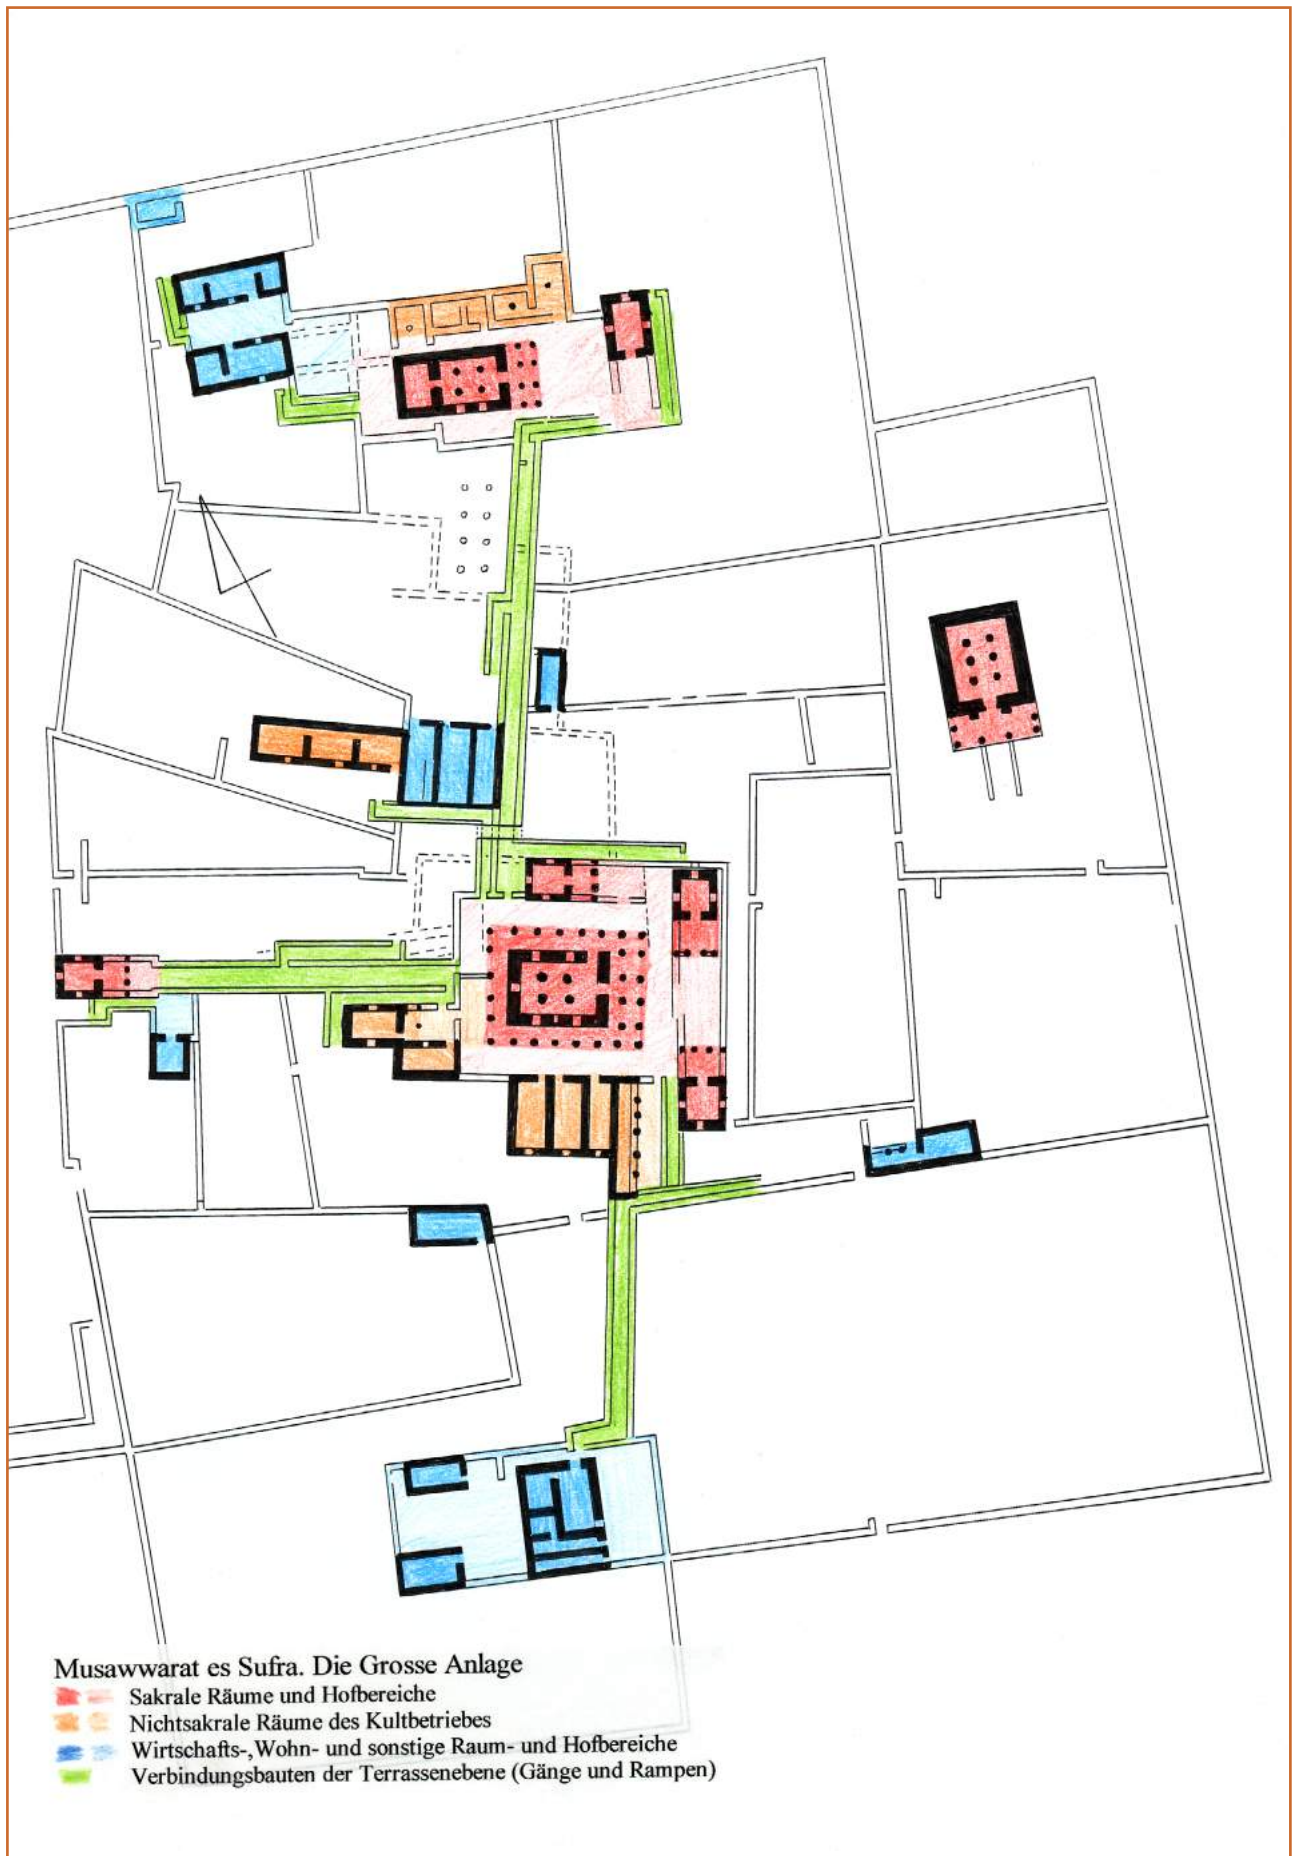 Musawwarat es Sufra. Die Grosse Anlage
Sakrale Räume und Hofbereiche
Nichtsakrale Räume des Kultbetriebes
Wirtschafts-,Wohn- und sonstige Raum- und Hofbereiche
Verbindungsbauten der Terrassenebene (Gänge und Rampen)